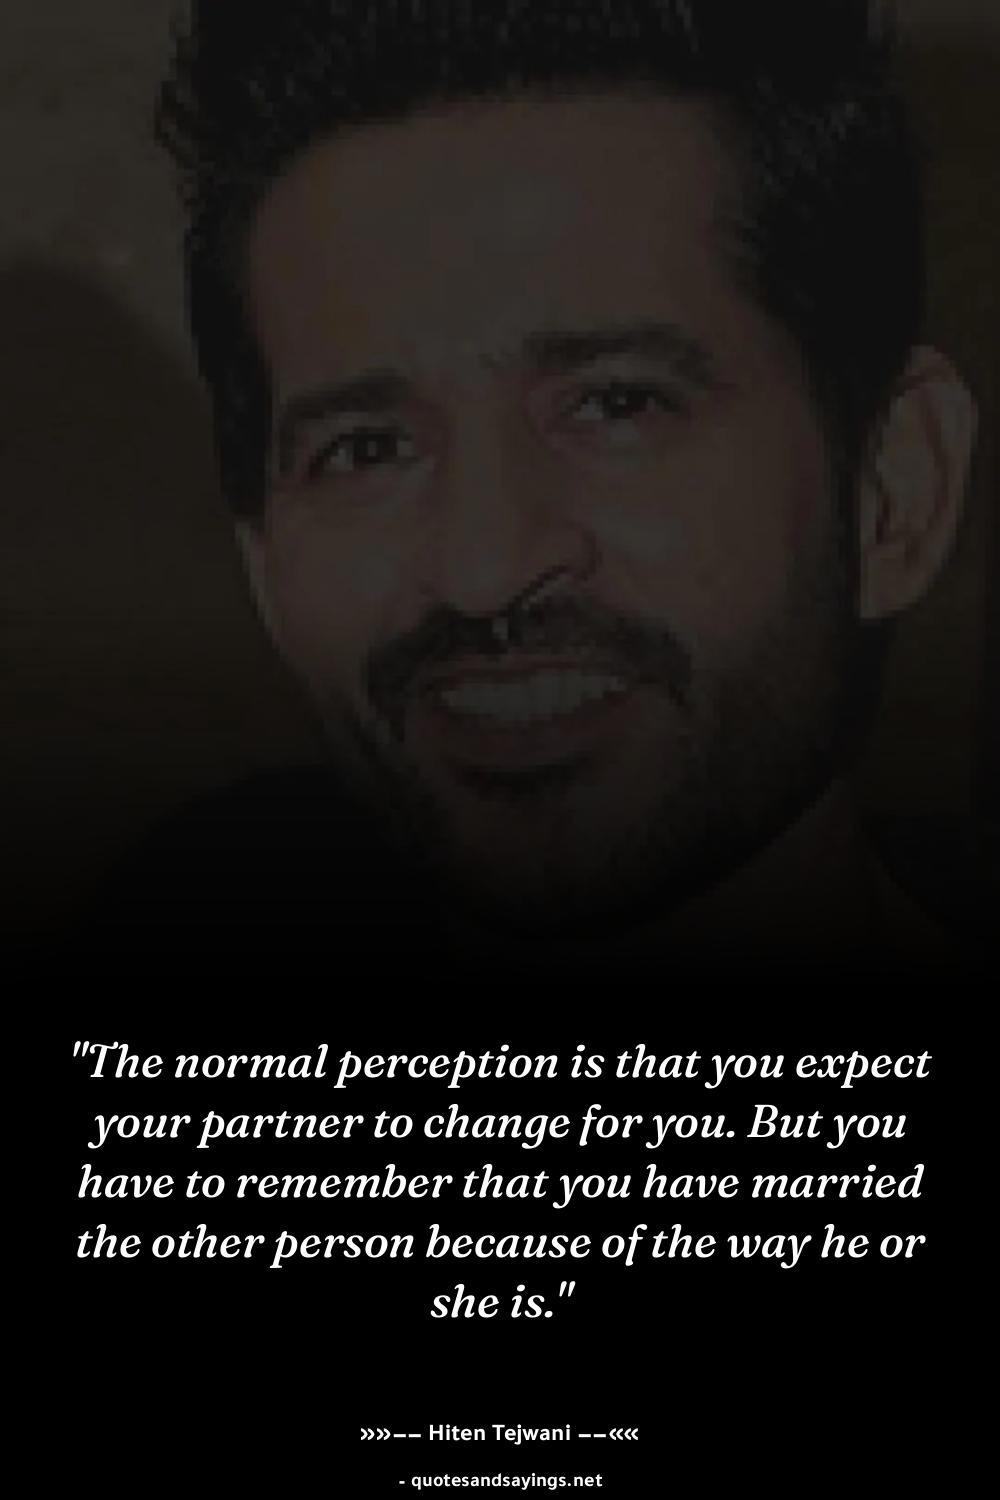 "The normal perception is that you expect
your partner to change for you. But you
have to remember that you have married
the other person because of the way he or
she is."
»»−− Hiten Tejwani −−««
- quotesandsayings.net